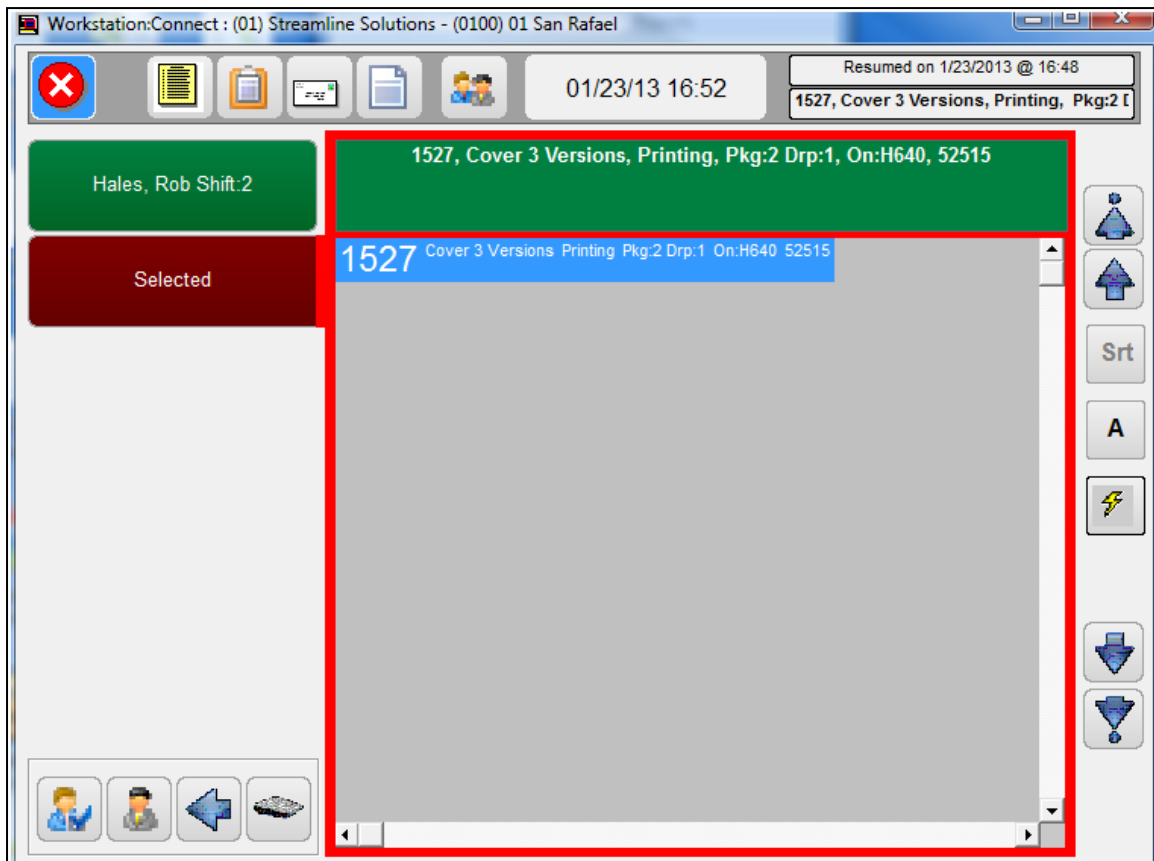 Workstation:Connect : (01) Streamline Solutions - (0100) 01 San Rafael
01/23/13 16:52
Resumed on 1/23/2013 @ 16:48
1527, Cover 3 Versions, Printing, Pkg:2 D
Hales, Rob Shift:2
1527, Cover 3 Versions, Printing, Pkg:2 Drp:1, On:H640, 52515
Selected
1527 Cover 3 Versions Printing Pkg:2 Drp:1 On:H640 52515
Srt
A